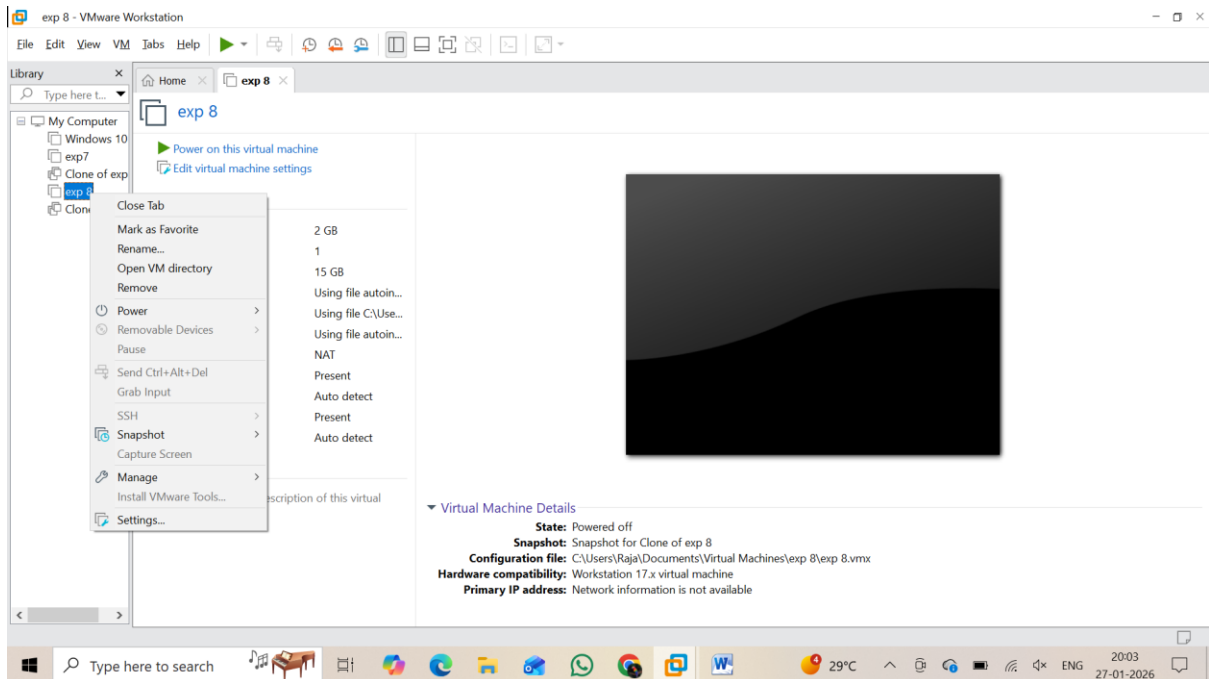 exp 8 - VMware Workstation
File Edit View VM Tabs Help
Library
Type here t...
My Computer
Windows 10
exp7
Clone of exp
exp 8
Clon
Home
exp 8
exp 8
Power on this virtual machine
Edit virtual machine settings
Close Tab
Mark as Favorite
Rename...
Open VM directory
Remove
Power
Removable Devices
Pause
Send Ctrl+Alt+Del
Grab Input
SSH
Snapshot
Capture Screen
Manage
Install VMware Tools...
Settings...
2 GB
1
15 GB
Using file autoin...
Using file C:\Use...
Using file autoin...
NAT
Present
Auto detect
Present
Auto detect
escription of this virtual
Virtual Machine Details
State: Powered off
Snapshot: Snapshot for Clone of exp 8
Configuration file: C:\Users\Raja\Documents\Virtual Machines\exp 8\exp 8.vmx
Hardware compatibility: Workstation 17.x virtual machine
Primary IP address: Network information is not available
Type here to search
4
29°C
ENG
20:03
27-01-2026